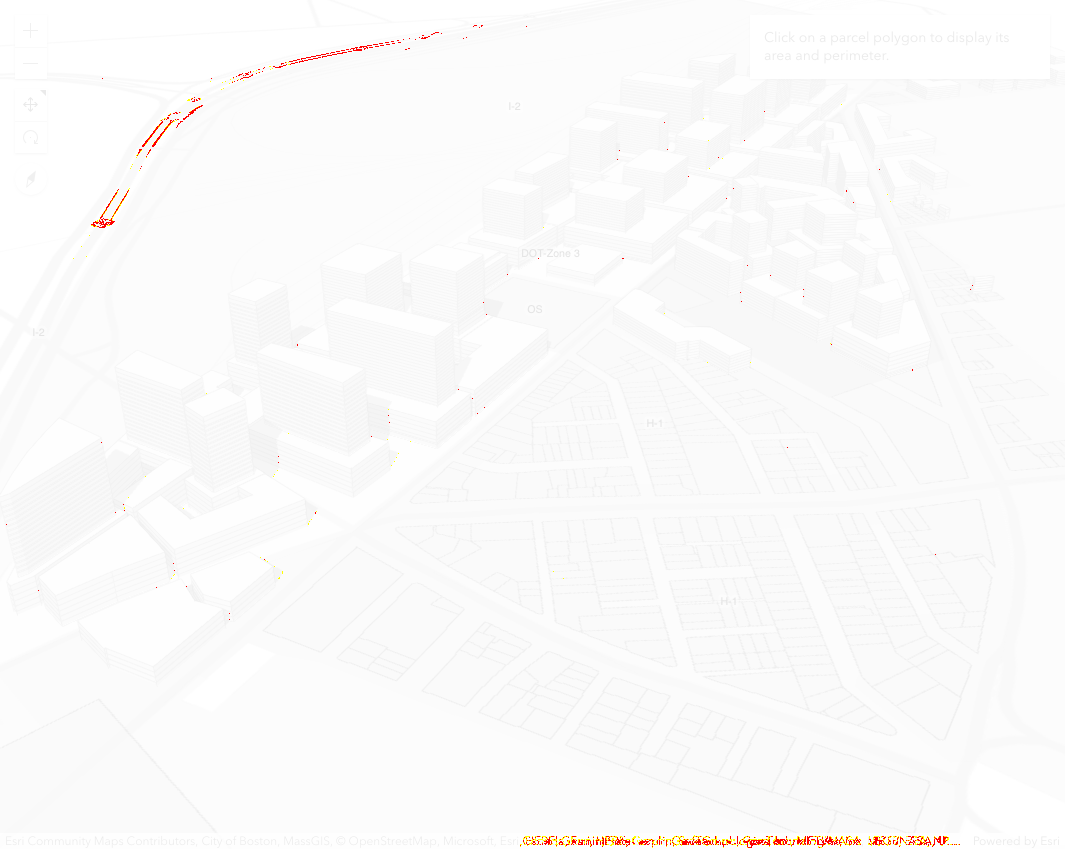 Click on a parcel polygon to display its
area and perimeter.
I-2
DOT-Zone 3
OS
I-2
H-1
H-1
Esri Community Maps Contributors, City of Boston, MassGIS, © OpenStreetMap, Microsoft, Esri
Powered by Esri